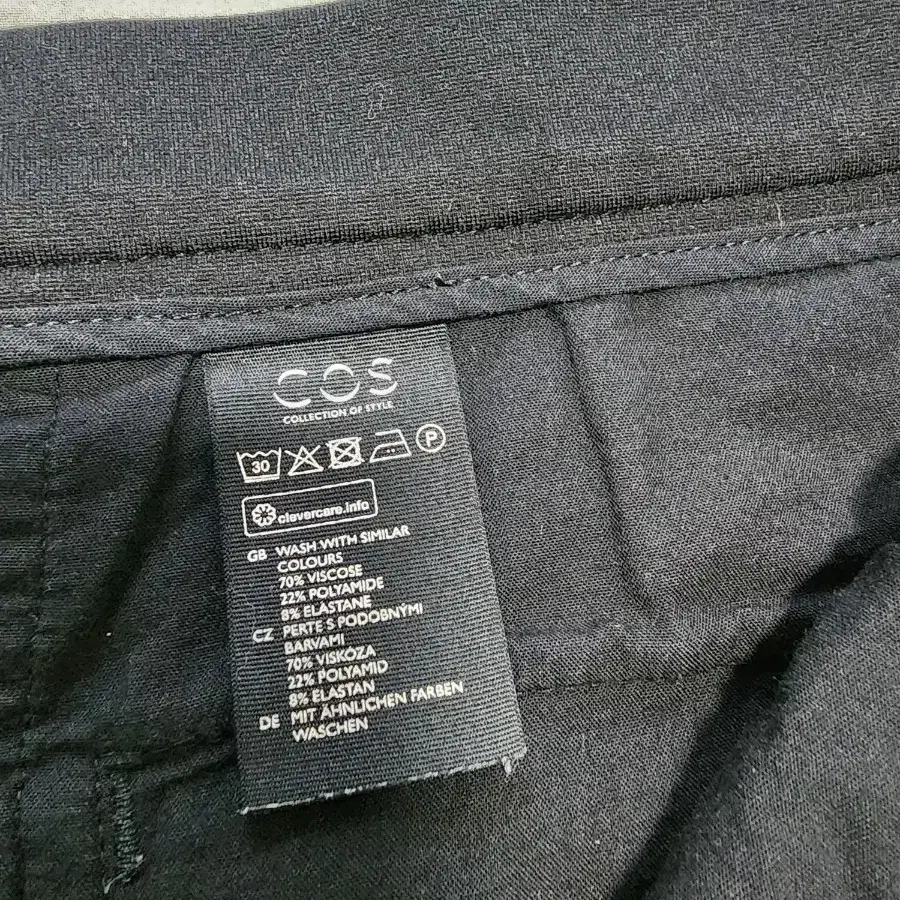 COS
COLLECTION OF STYLE
30
P
clevercare.info
GB WASH WITH SIMILAR
COLOURS
70% VISCOSE
22% POLYAMIDE
8% ELASTANE
CZ PERTE S PODOBNÝMI
BARVAMI
70% VISKÓZA
22% POLYAMID
8% ELASTAN
DE MIT ÄHNLICHEN FARBEN
WASCHEN